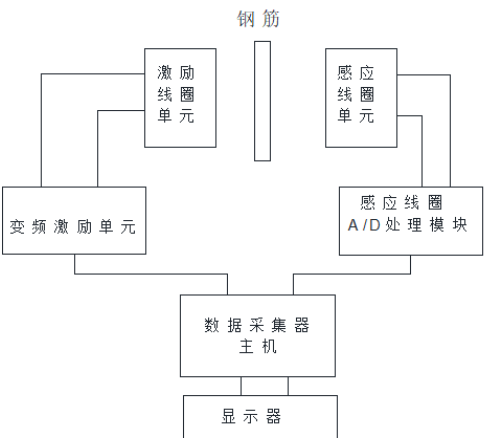 钢筋
激励
线圈
单元
感应
线圈
单元
变频激励单元
感应线圈
A/D处理模块
数据采集器
主机
显示器